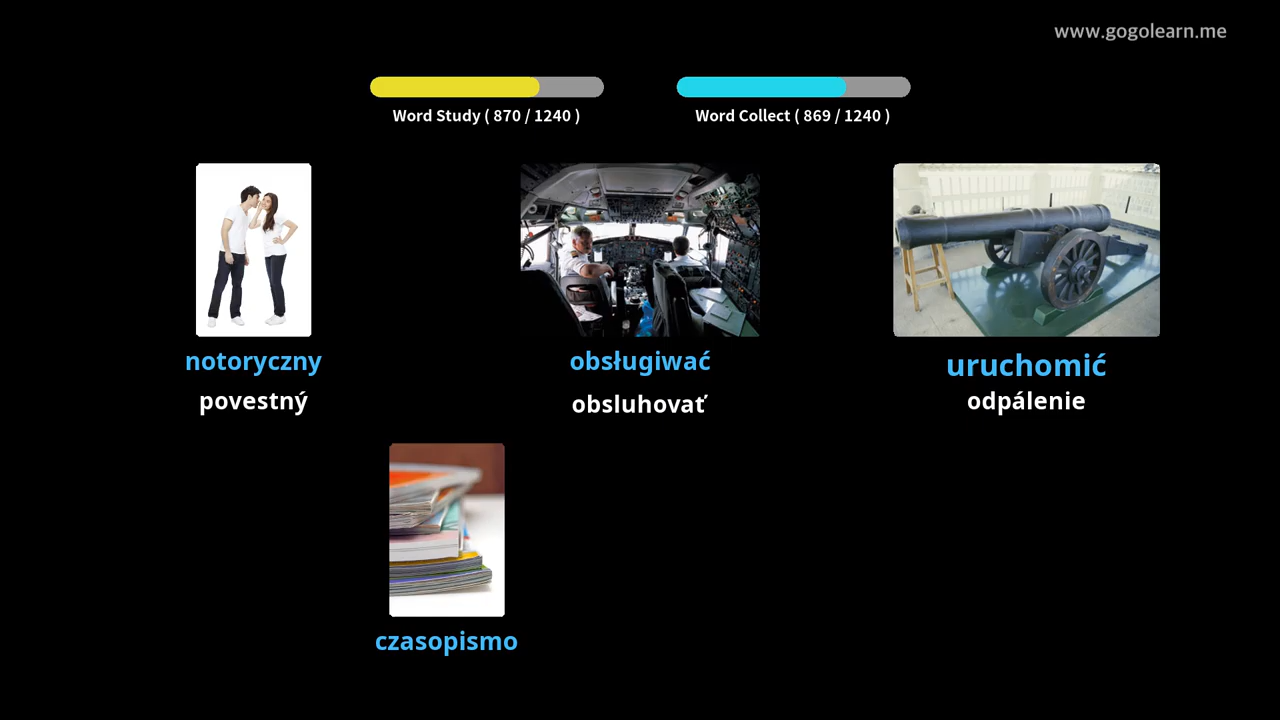 www.gogolearn.me
Word Study ( 870 / 1240 )
Word Collect ( 869 / 1240 )
notoryczny
povestný
obsługiwać
obsluhovať
uruchomić
odpálenie
czasopismo